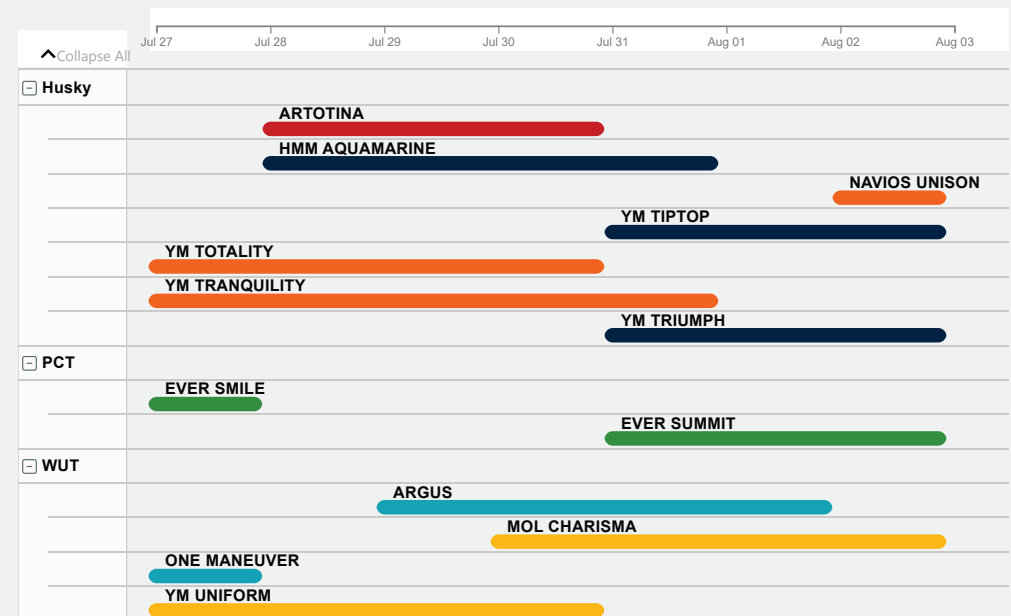 Jul 27 Jul 28 Jul 29 Jul 30 Jul 31 Aug 01 Aug 02 Aug 03
Collapse All
Husky
ARTOTINA
HMM AQUAMARINE
NAVIOS UNISON
YM TIPTOP
YM TOTALITY
YM TRANQUILITY
YM TRIUMPH
PCT
EVER SMILE
EVER SUMMIT
WUT
ARGUS
MOL CHARISMA
ONE MANEUVER
YM UNIFORM